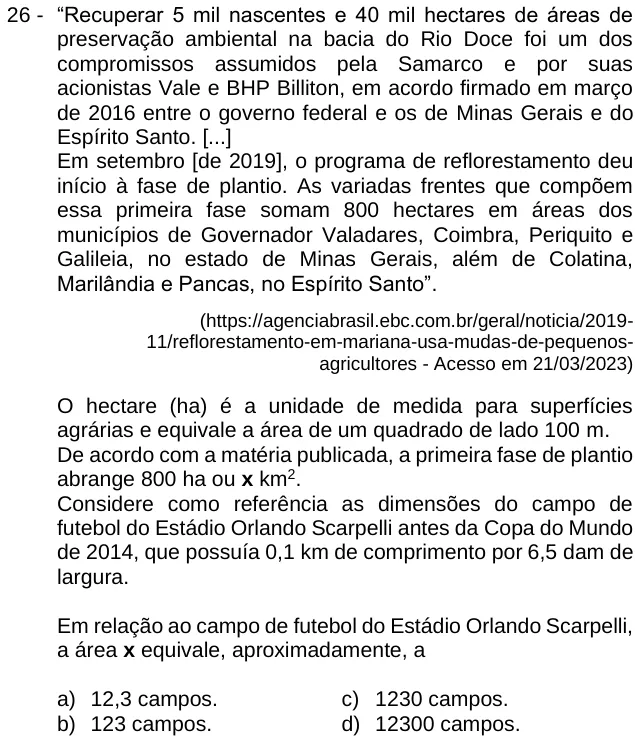 26 - “Recuperar 5 mil nascentes e 40 mil hectares de áreas de
preservação ambiental na bacia do Rio Doce foi um dos
compromissos assumidos pela Samarco e por suas
acionistas Vale e BHP Billiton, em acordo firmado em março
de 2016 entre o governo federal e os de Minas Gerais e do
Espírito Santo. [...]
Em setembro [de 2019], o programa de reflorestamento deu
início à fase de plantio. As variadas frentes que compõem
essa primeira fase somam 800 hectares em áreas dos
municípios de Governador Valadares, Coimbra, Periquito e
Galileia, no estado de Minas Gerais, além de Colatina,
Marilândia e Pancas, no Espírito Santo”.
(https://agenciabrasil.ebc.com.br/geral/noticia/2019-
11/reflorestamento-em-mariana-usa-mudas-de-pequenos-
agricultores - Acesso em 21/03/2023)
O hectare (ha) é a unidade de medida para superfícies
agrárias e equivale a área de um quadrado de lado 100 m.
De acordo com a matéria publicada, a primeira fase de plantio
abrange 800 ha ou x km².
Considere como referência as dimensões do campo de
futebol do Estádio Orlando Scarpelli antes da Copa do Mundo
de 2014, que possuía 0,1 km de comprimento por 6,5 dam de
largura.
Em relação ao campo de futebol do Estádio Orlando Scarpelli,
a área x equivale, aproximadamente, a
a) 12,3 campos.
b) 123 campos.
c) 1230 campos.
d) 12300 campos.